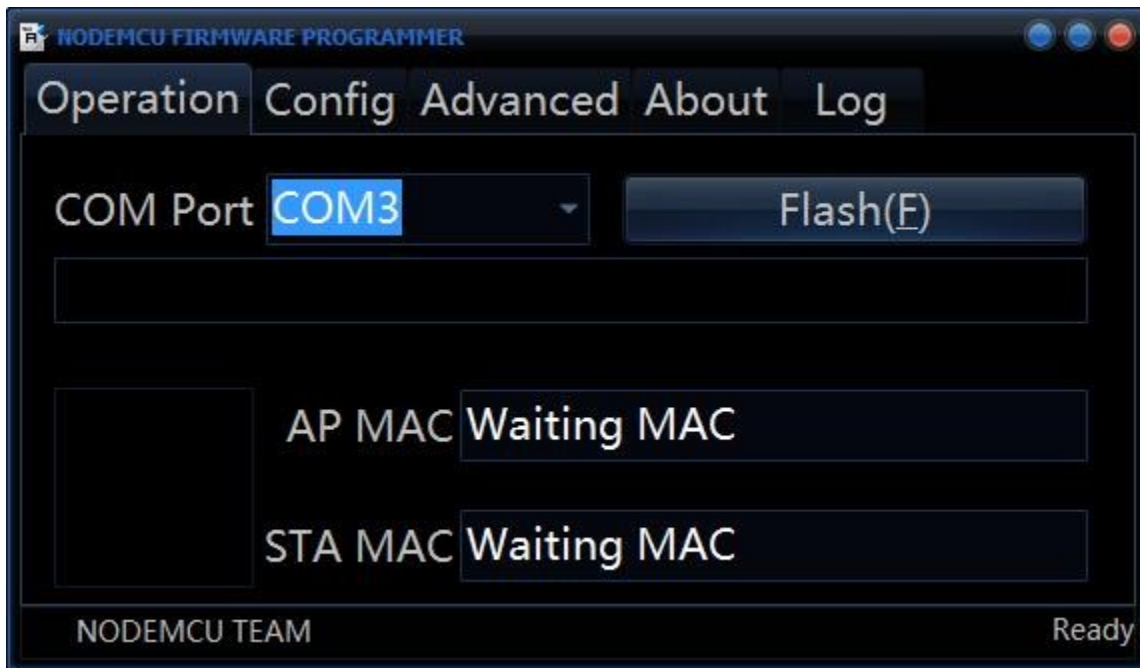 NODEMCU FIRMWARE PROGRAMMER
Operation Config Advanced About Log
COM Port COM3 Flash(F)
AP MAC Waiting MAC
STA MAC Waiting MAC
NODEMCU TEAM Ready